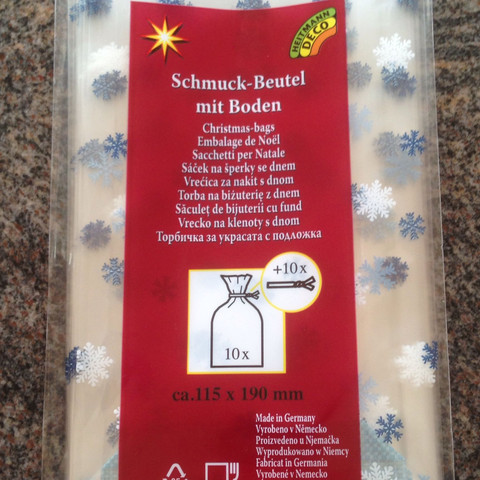 HEITMANN
DECO
Schmuck-Beutel
mit Boden
Christmas-bags
Embalage de Noël
Sacchetti per Natale
Sáček na šperky se dnem
Vrećica za nakit s dnom
Torba na biżuterię z dnem
Săculeţ de bijuterii cu fund
Vrecko na klenoty s dnom
Торбичка за украсата с подложка
+10x
10x
ca.115 x 190 mm
Made in Germany
Vyrobeno v Německo
Proizvedeno u Njemačka
Wyprodukowano w Niemcy
Fabricat in Germania
Vyrobené v Nemecko